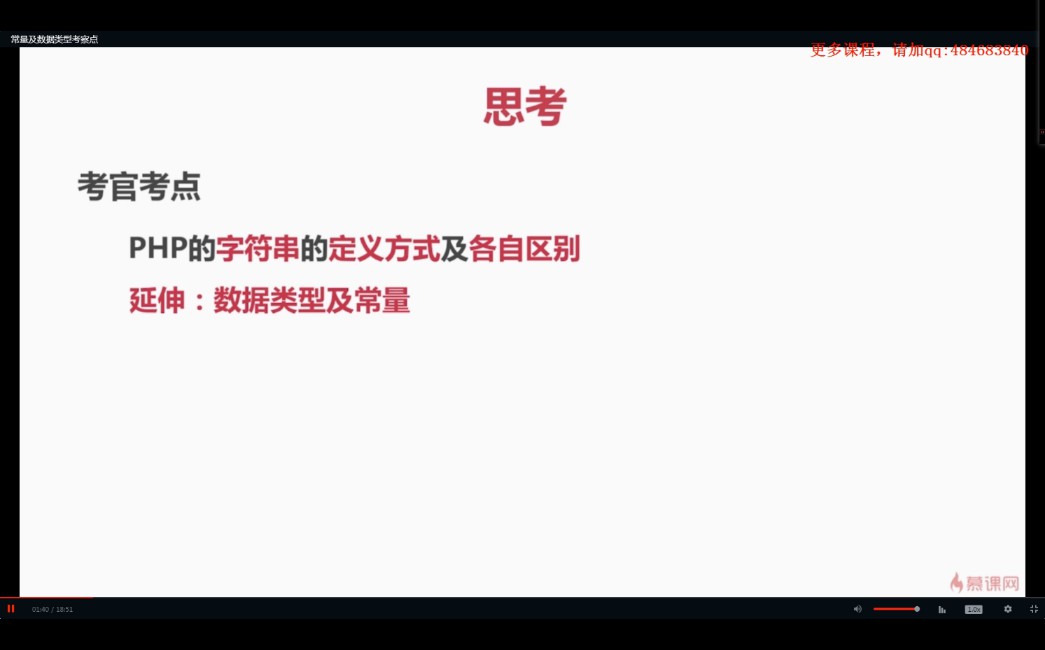 常量及数据类型考察点
更多课程，请加qq:484683840
思考
考官考点
PHP的字符串的定义方式及各自区别
延伸：数据类型及常量
慕课网
01:40 / 18:51
1.0x